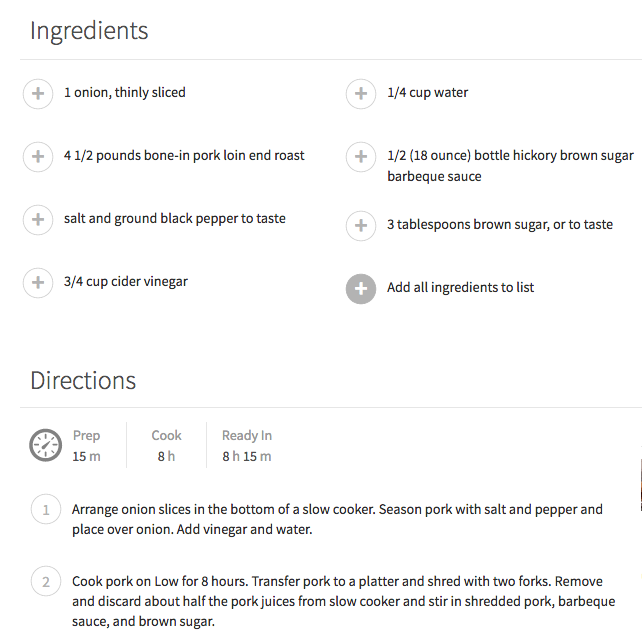 Ingredients
1 onion, thinly sliced
4 1/2 pounds bone-in pork loin end roast
salt and ground black pepper to taste
3/4 cup cider vinegar
1/4 cup water
1/2 (18 ounce) bottle hickory brown sugar
barbeque sauce
3 tablespoons brown sugar, or to taste
Add all ingredients to list
Directions
Prep
15 m
Cook
8 h
Ready In
8 h 15 m
1
Arrange onion slices in the bottom of a slow cooker. Season pork with salt and pepper and
place over onion. Add vinegar and water.
2
Cook pork on Low for 8 hours. Transfer pork to a platter and shred with two forks. Remove
and discard about half the pork juices from slow cooker and stir in shredded pork, barbeque
sauce, and brown sugar.